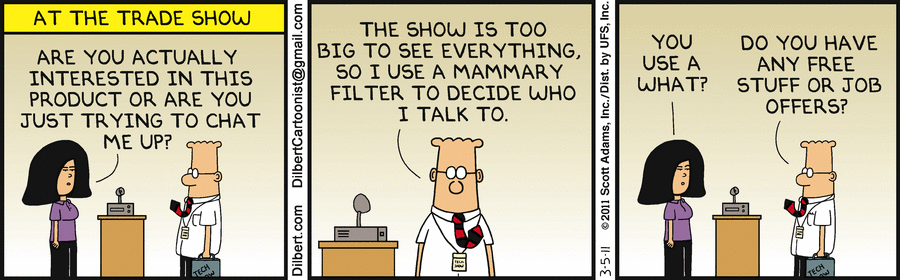 AT THE TRADE SHOW
ARE YOU ACTUALLY
INTERESTED IN THIS
PRODUCT OR ARE YOU
JUST TRYING TO CHAT
ME UP?
TECH
DilbertCartoonist@gmail.com
Dilbert.com
THE SHOW IS TOO
BIG TO SEE EVERYTHING,
SO I USE A MAMMARY
FILTER TO DECIDE WHO
I TALK TO.
TECH
3-5-11
© 2011 Scott Adams, Inc./Dist. by UFS, Inc.
YOU
USE A
WHAT?
DO YOU HAVE
ANY FREE
STUFF OR JOB
OFFERS?
TECH